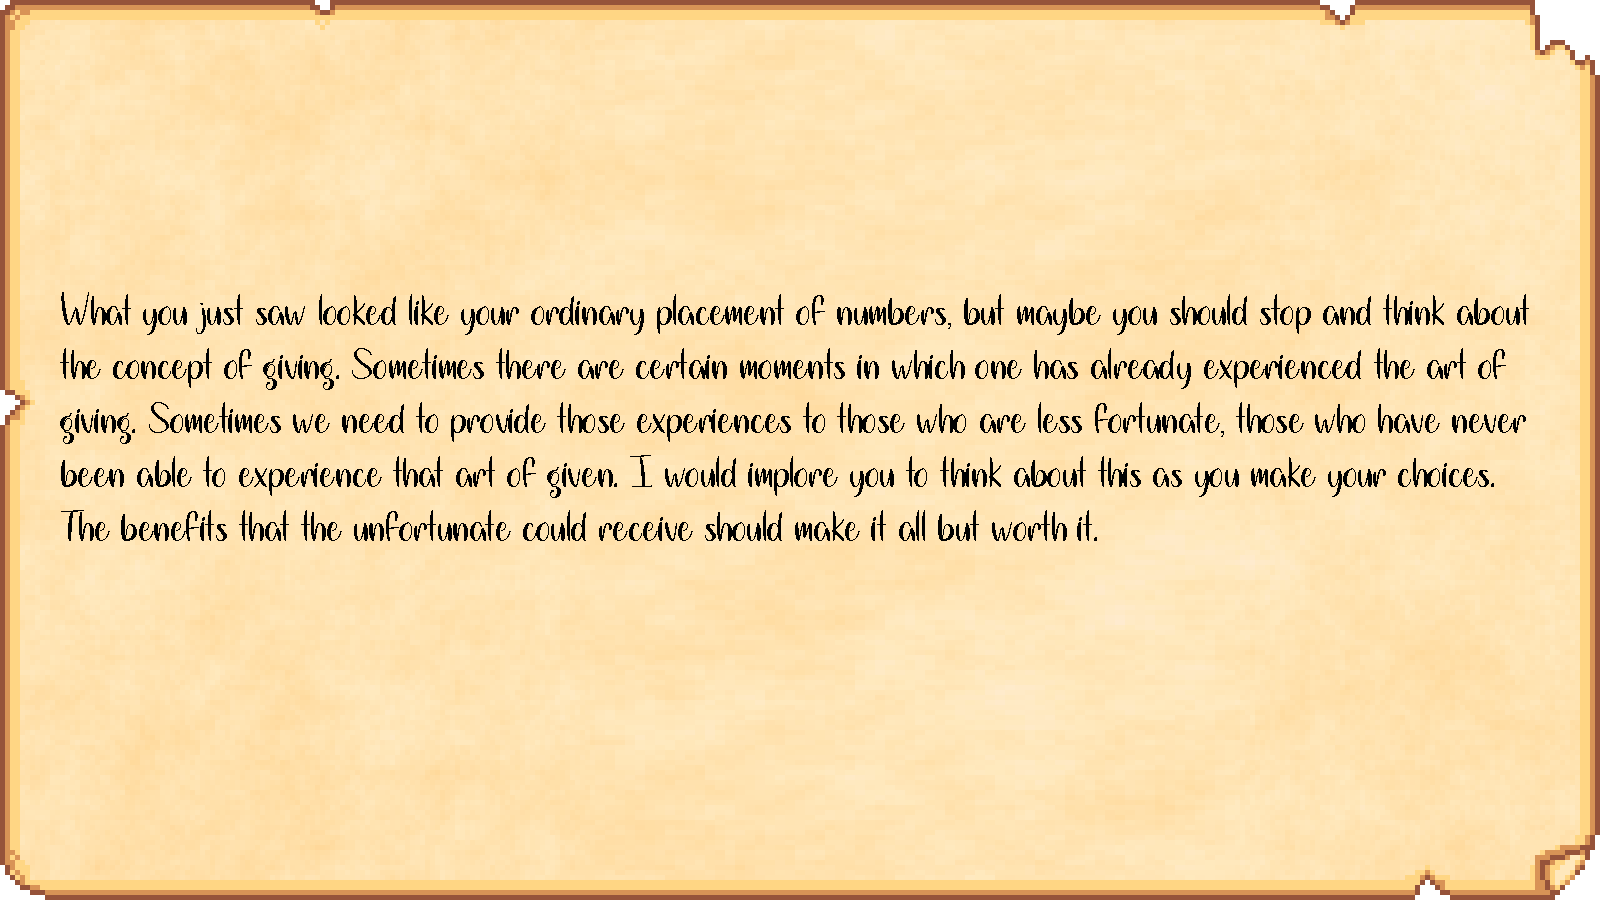 What you just saw looked like your ordinary placement of numbers, but maybe you should stop and think about
the concept of giving. Sometimes there are certain moments in which one has already experienced the art of
giving. Sometimes we need to provide those experiences to those who are less fortunate, those who have never
been able to experience that art of given. I would implore you to think about this as you make your choices.
The benefits that the unfortunate could receive should make it all but worth it.